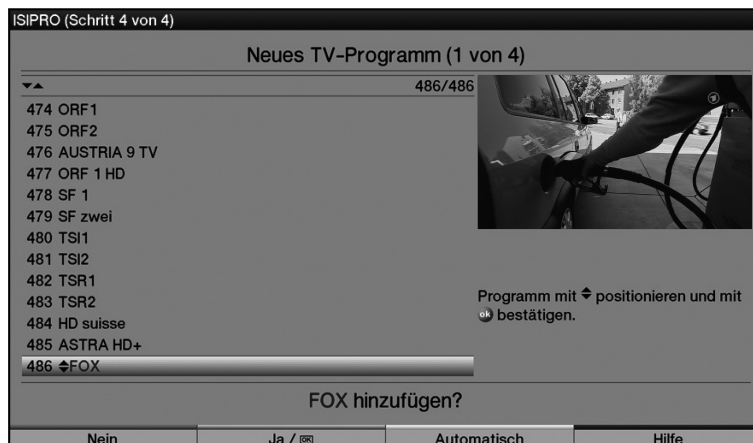 ISIPRO (Schritt 4 von 4)
Neues TV-Programm (1 von 4)
486/486
474 ORF1
475 ORF2
476 AUSTRIA 9 TV
477 ORF 1 HD
478 SF 1
479 SF zwei
480 TSI1
481 TSI2
482 TSR1
483 TSR2
484 HD suisse
485 ASTRA HD+
486 FOX
Programm mit positionieren und mit
ok bestätigen.
FOX hinzufügen?
Nein
Ja / OK
Automatisch
Hilfe